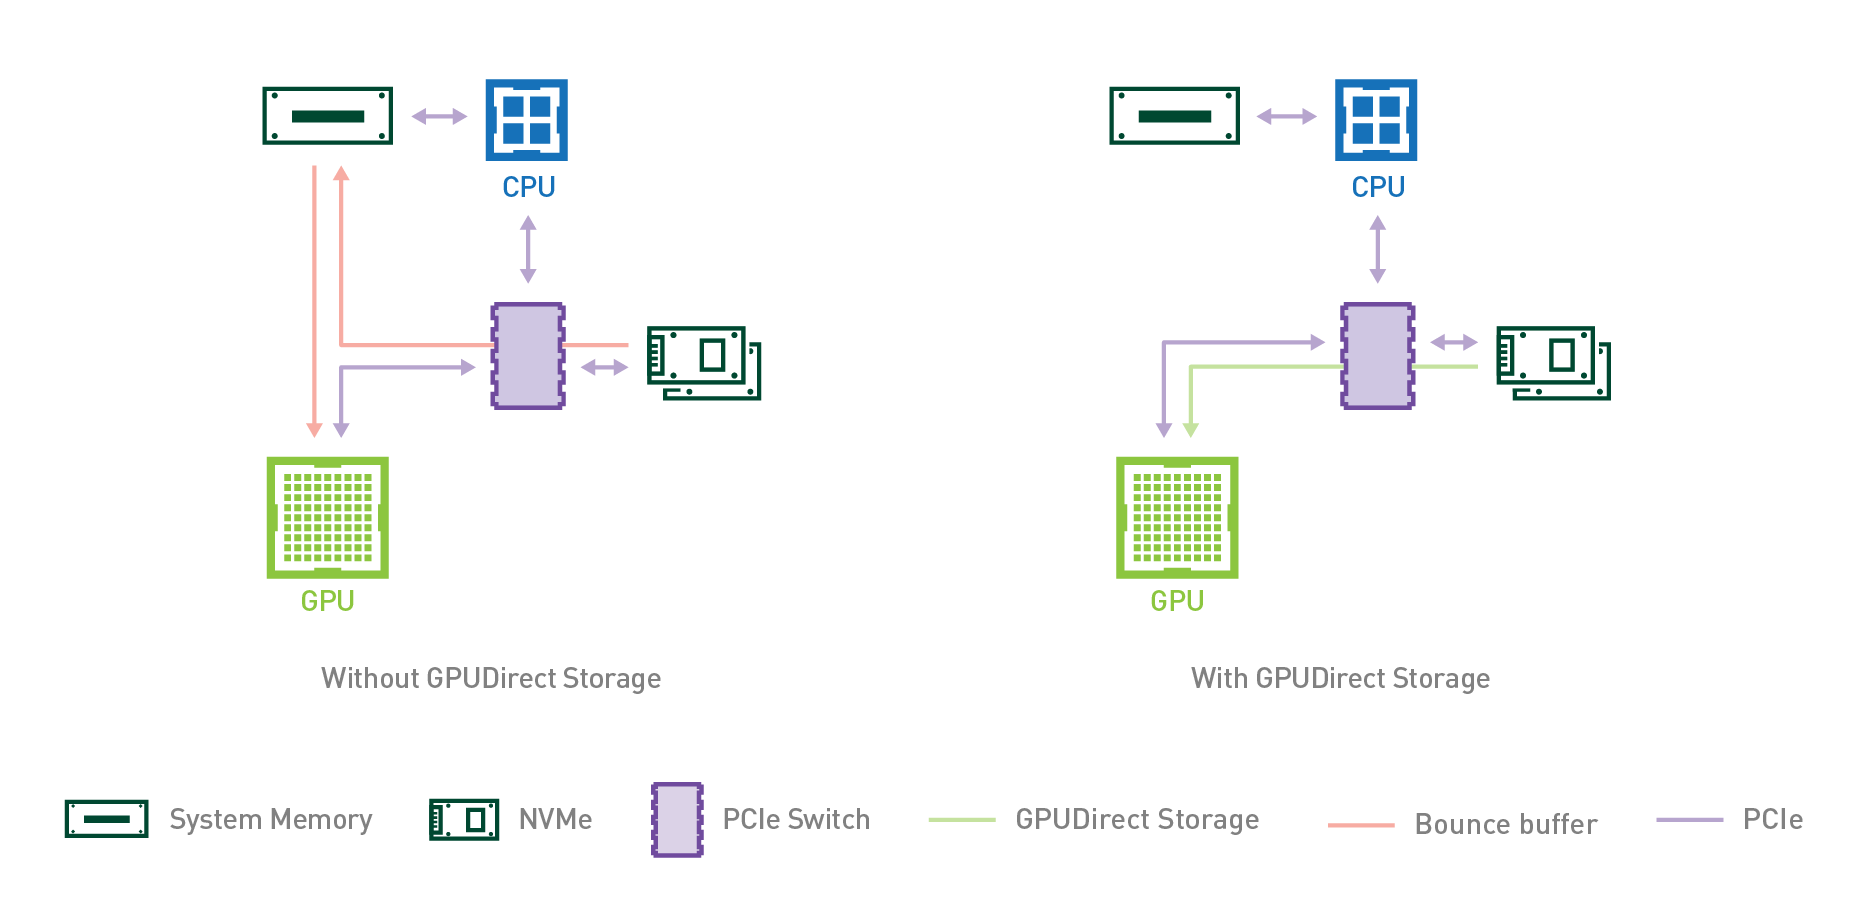 CPU
CPU
GPU
GPU
Without GPUDirect Storage
With GPUDirect Storage
System Memory
NVMe
PCIe Switch
GPUDirect Storage
Bounce buffer
PCIe